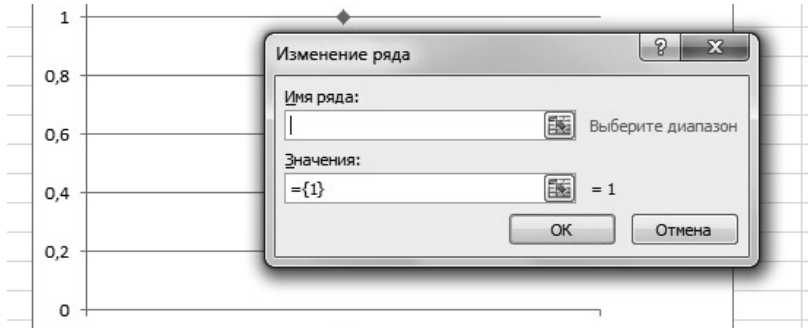 1
0,8
0,6
0,4
0,2
0
Изменение ряда
Имя ряда:
Выберите диапазон
Значения:
={1}
= 1
ОК
Отмена